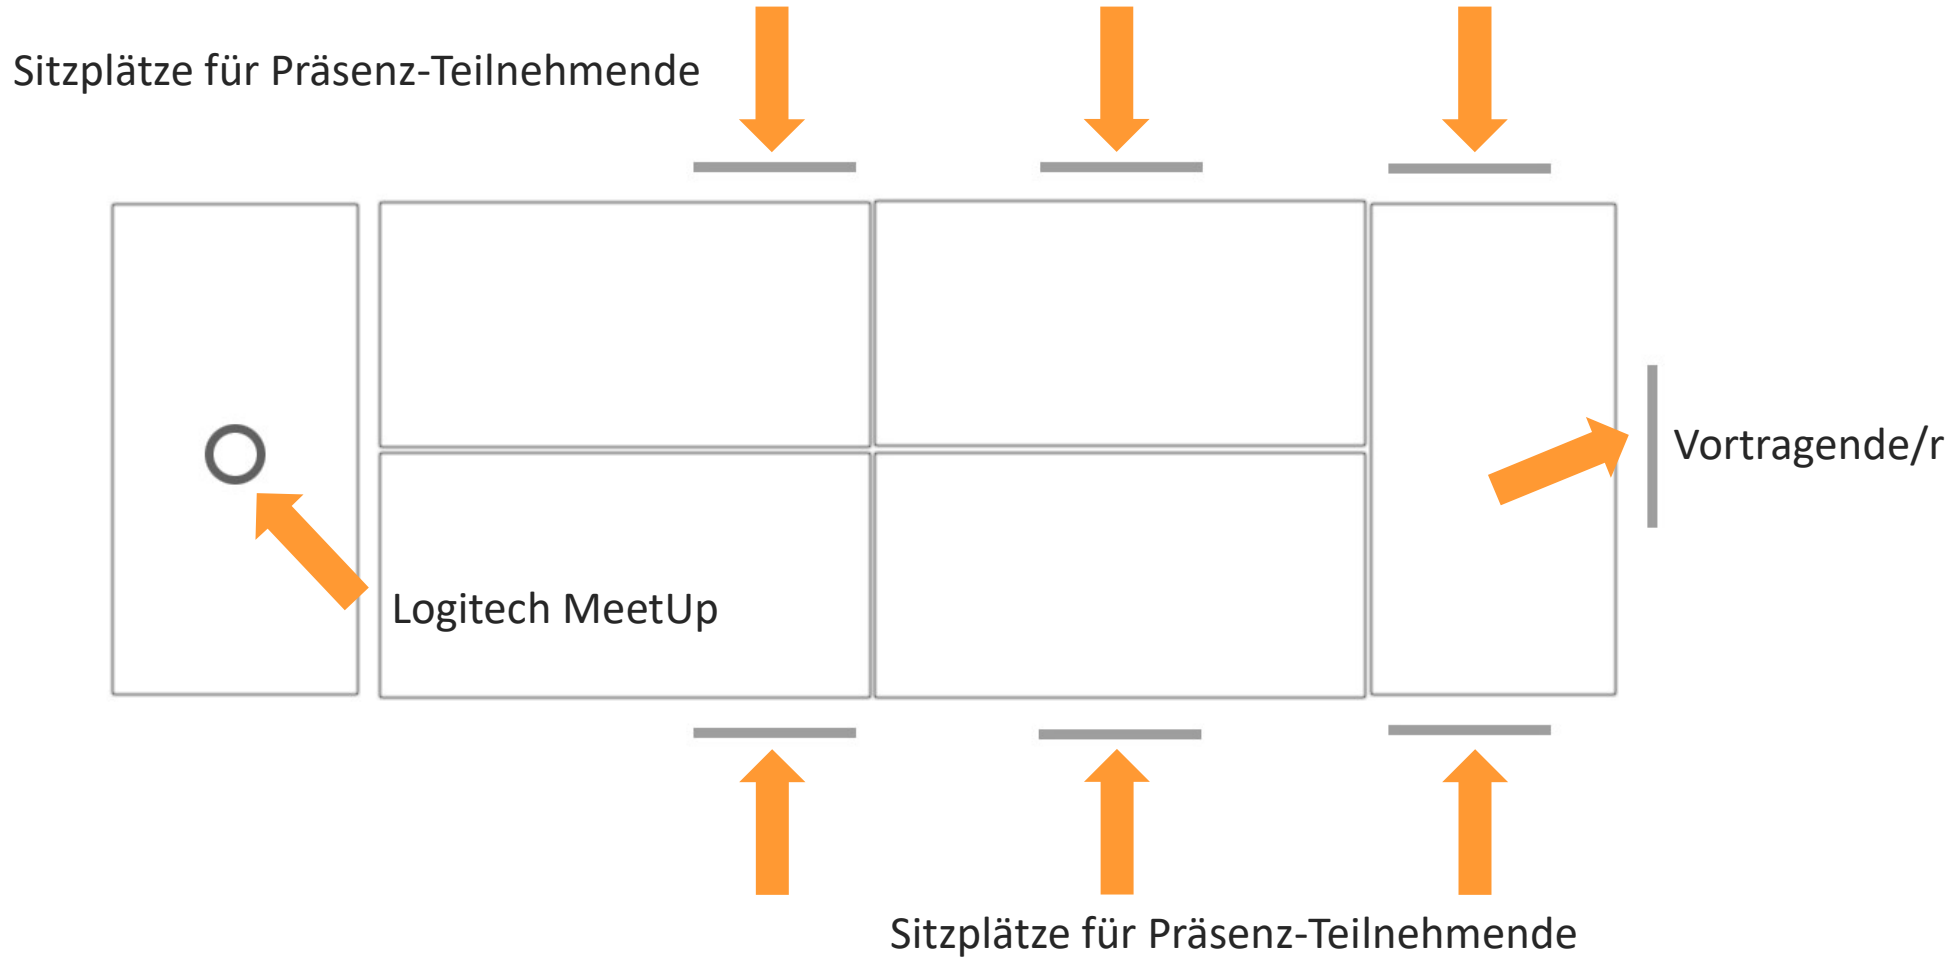 Sitzplätze für Präsenz-Teilnehmende
Vortragende/r
Logitech MeetUp
Sitzplätze für Präsenz-Teilnehmende